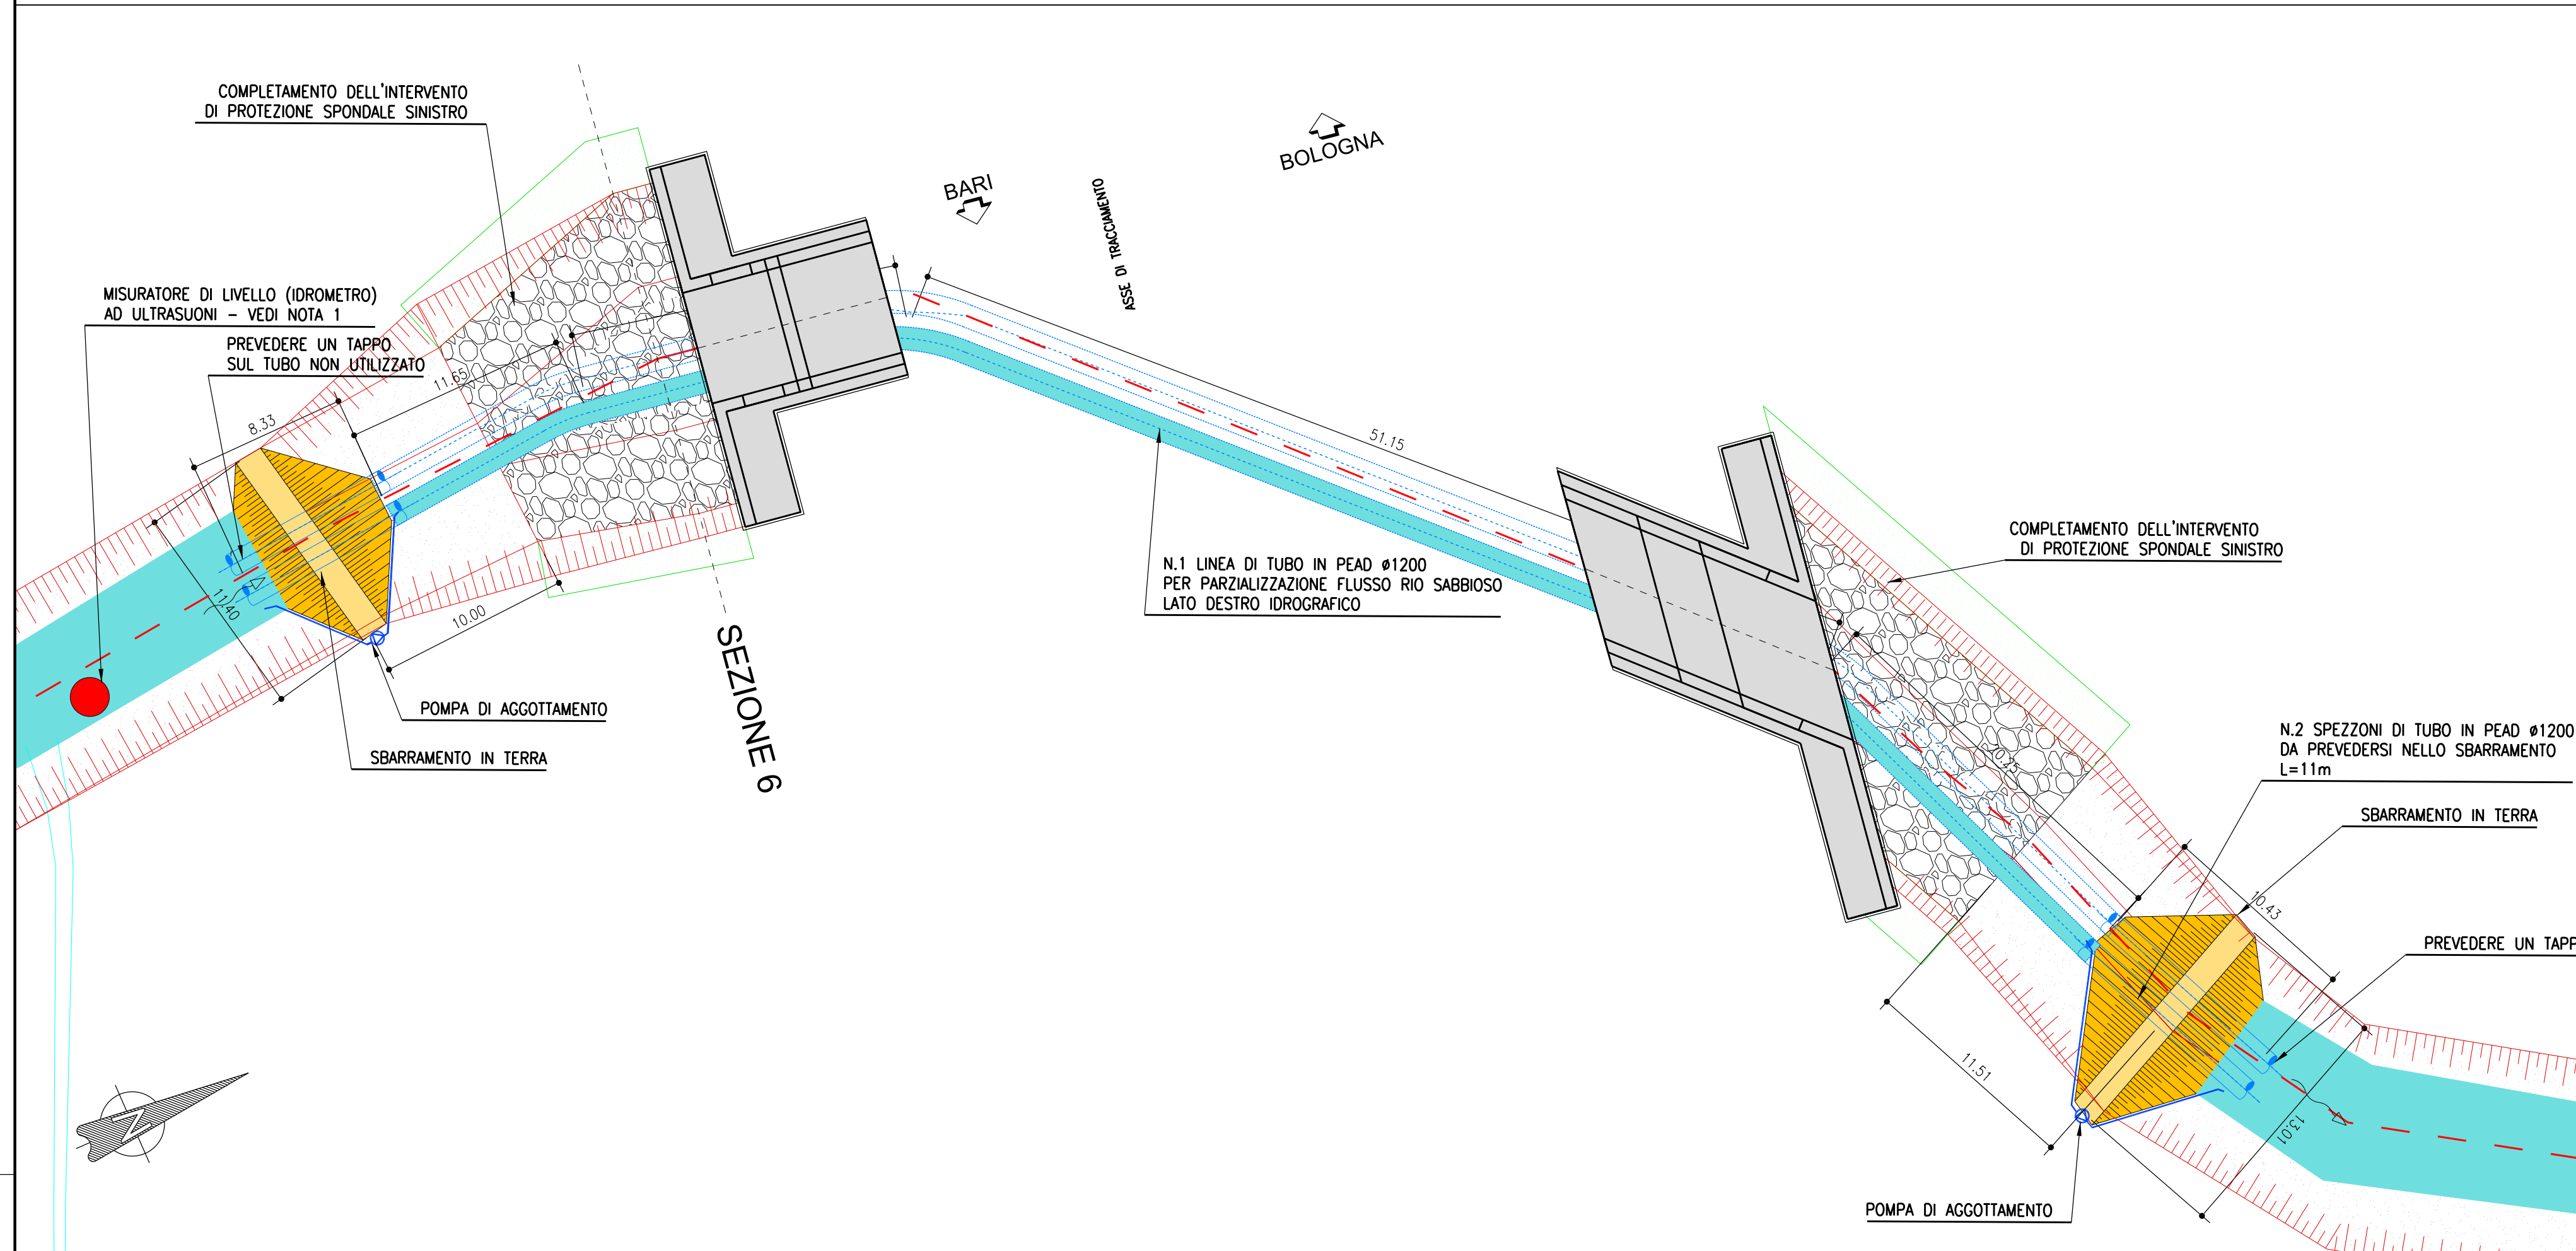 COMPLETAMENTO DELL'INTERVENTO
DI PROTEZIONE SPONDALE SINISTRO
MISURATORE DI LIVELLO (IDROMETRO)
AD ULTRASUONI - VEDI NOTA 1
PREVEDERE UN TAPPO
SUL TUBO NON UTILIZZATO
11.65
8.33
11.40
10.00
POMPA DI AGGOTTAMENTO
SBARRAMENTO IN TERRA
SEZIONE 6
BARI
BOLOGNA
ASSE DI TRACCIAMENTO
51.15
N.1 LINEA DI TUBO IN PEAD ø1200
PER PARZIALIZZAZIONE FLUSSO RIO SABBIOSO
LATO DESTRO IDROGRAFICO
COMPLETAMENTO DELL'INTERVENTO
DI PROTEZIONE SPONDALE SINISTRO
N.2 SPEZZONI DI TUBO IN PEAD ø1200
DA PREVEDERSI NELLO SBARRAMENTO
L=11m
SBARRAMENTO IN TERRA
10.43
PREVEDERE UN TAPP
11.51
13.01
POMPA DI AGGOTTAMENTO
N